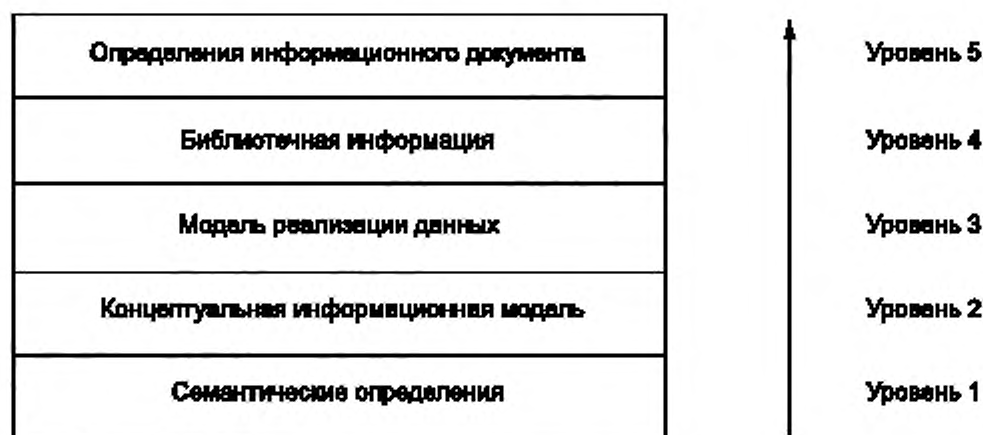 Определения информационного документа
Уровень 5
Библиотечная информация
Уровень 4
Модель реализации данных
Уровень 3
Концептуальная информационная модель
Уровень 2
Семантические определения
Уровень 1